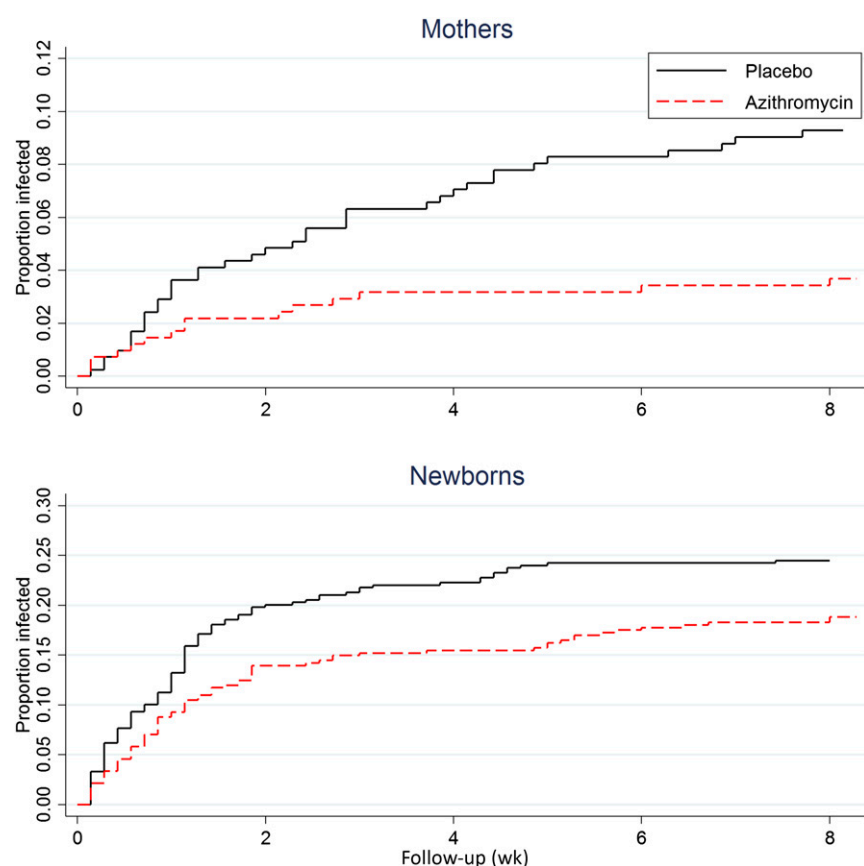 Mothers
Placebo
Azithromycin
Proportion infected
0.12
0.10
0.08
0.06
0.04
0.02
0.00
0 2 4 6 8
Newborns
Proportion infected
0.30
0.25
0.20
0.15
0.10
0.05
0.00
0 2 4 6 8
Follow-up (wk)